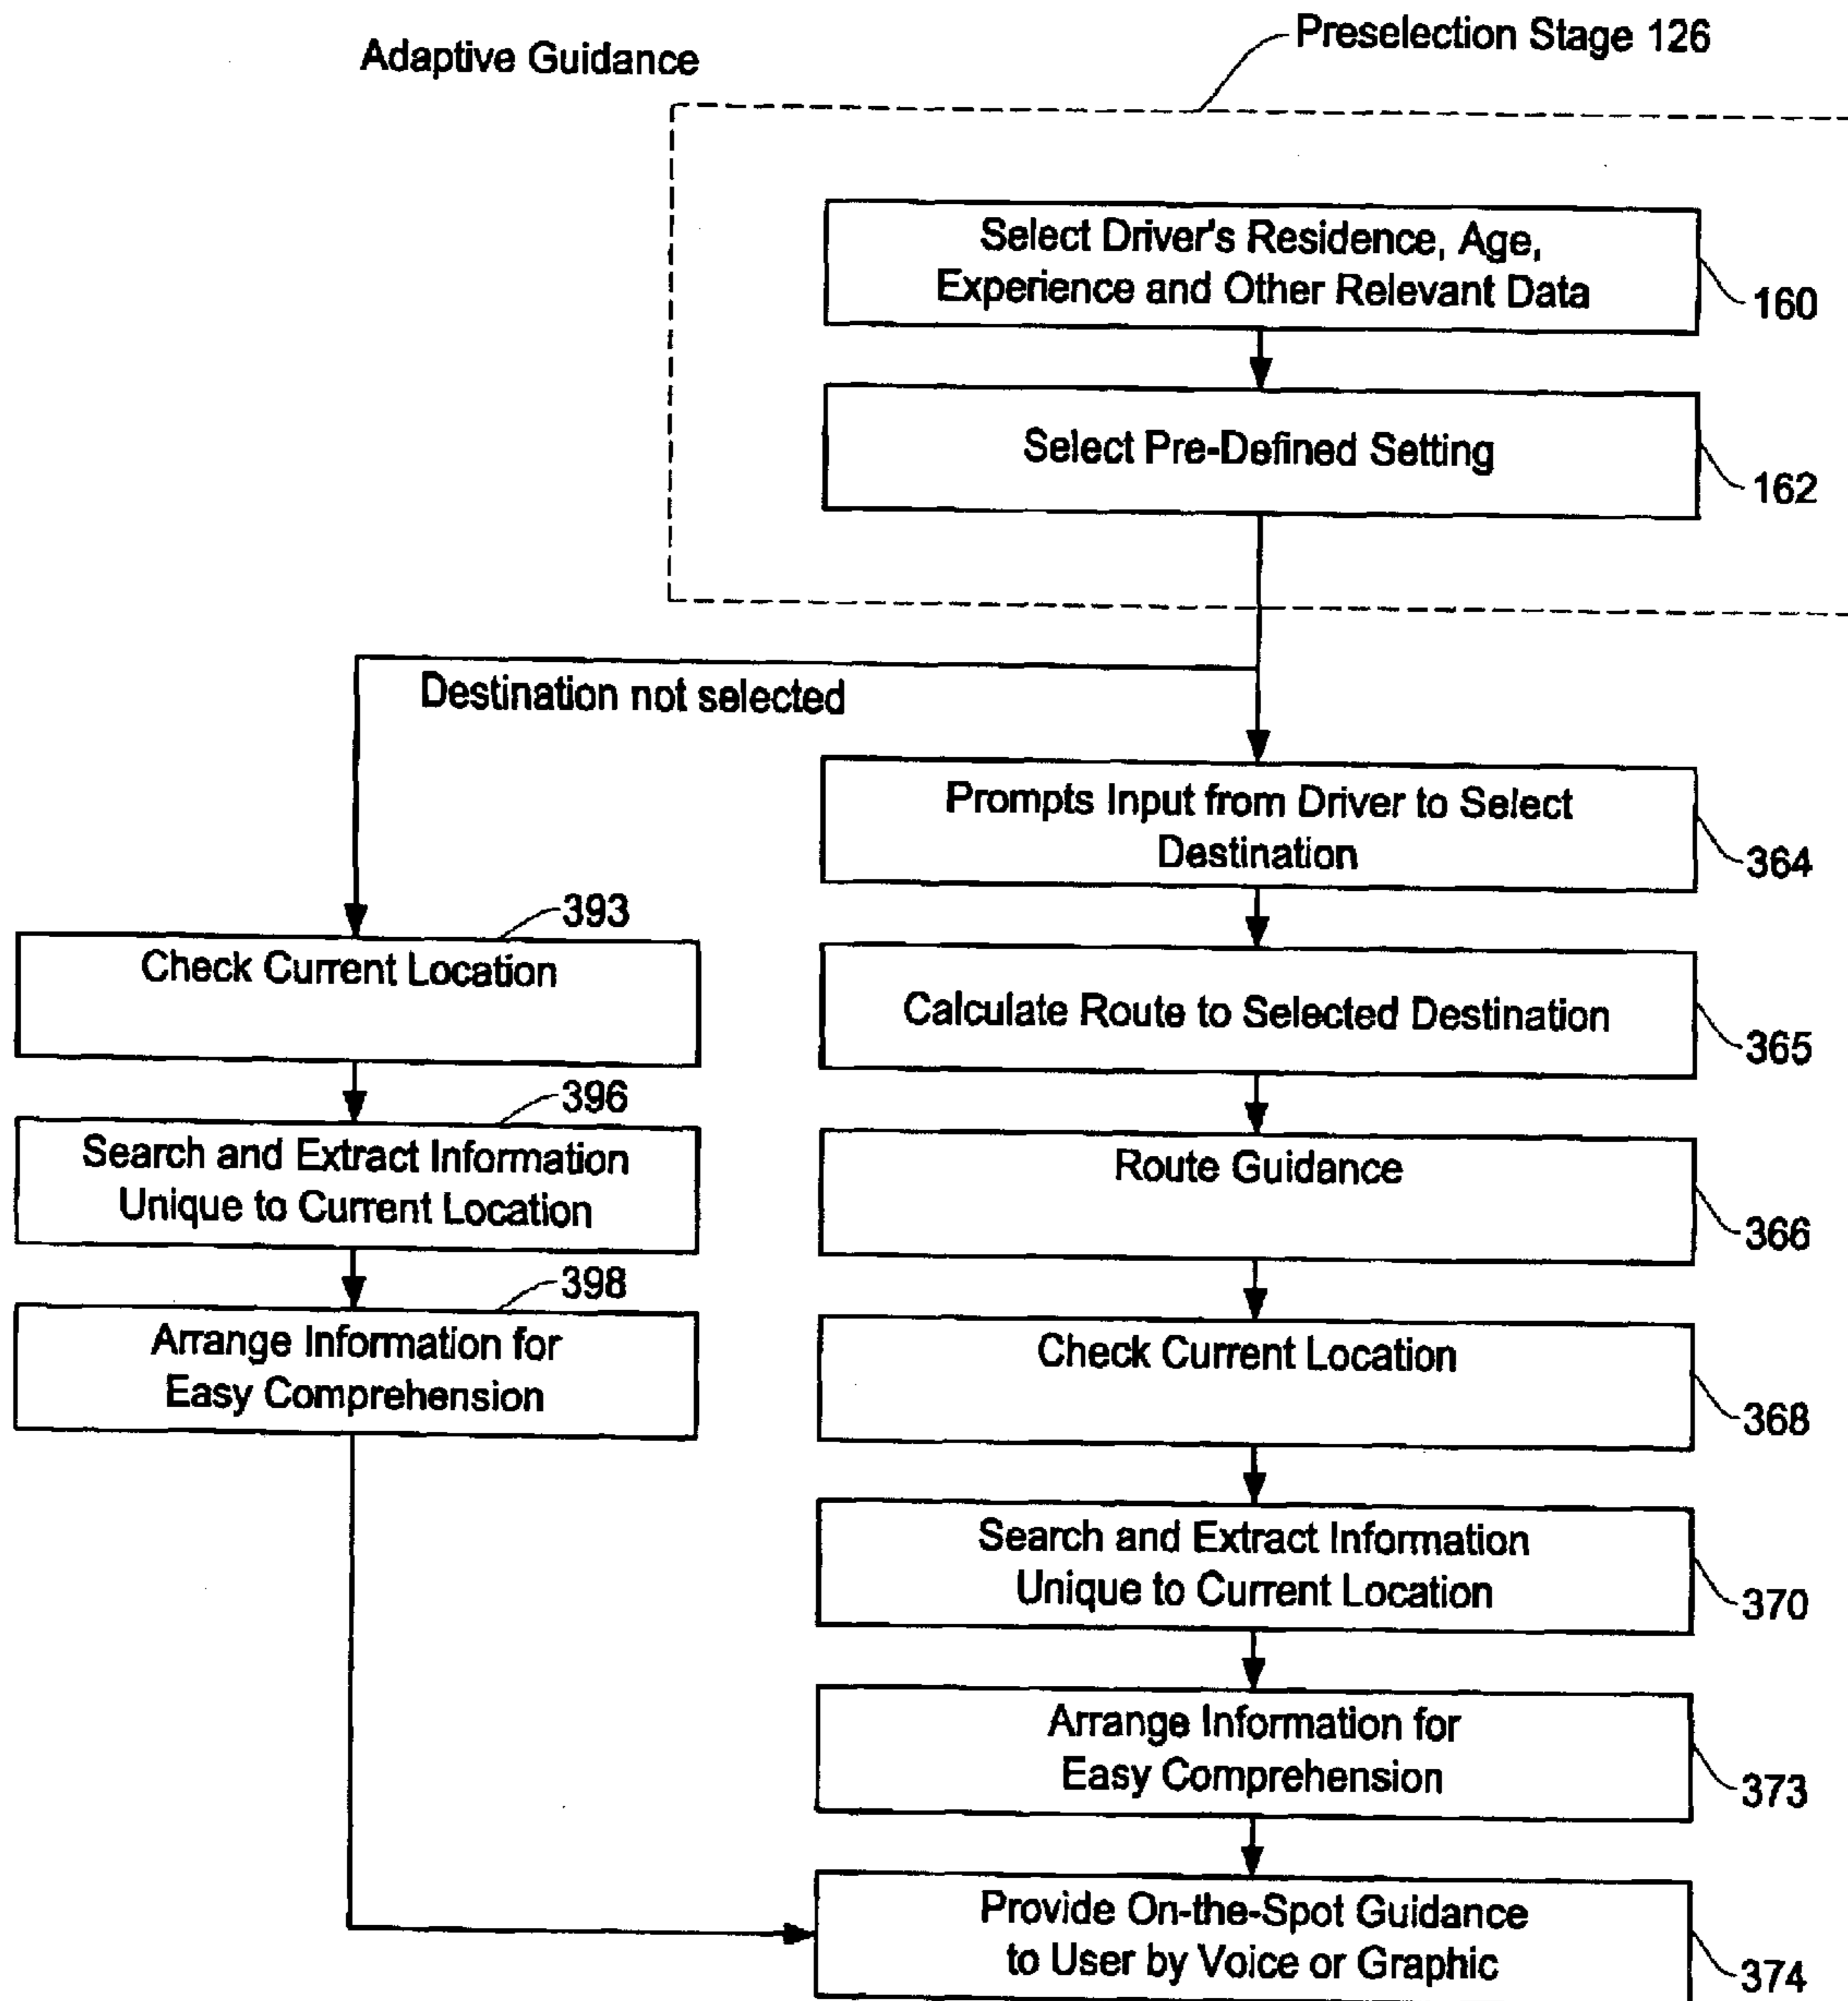 Adaptive Guidance
Preselection Stage 126
Select Driver's Residence, Age,
Experience and Other Relevant Data
160
Select Pre-Defined Setting
162
Destination not selected
Prompts Input from Driver to Select
Destination
364
393
Check Current Location
Calculate Route to Selected Destination
365
396
Search and Extract Information
Unique to Current Location
Route Guidance
366
398
Arrange Information for
Easy Comprehension
Check Current Location
368
Search and Extract Information
Unique to Current Location
370
Arrange Information for
Easy Comprehension
373
Provide On-the-Spot Guidance
to User by Voice or Graphic
374